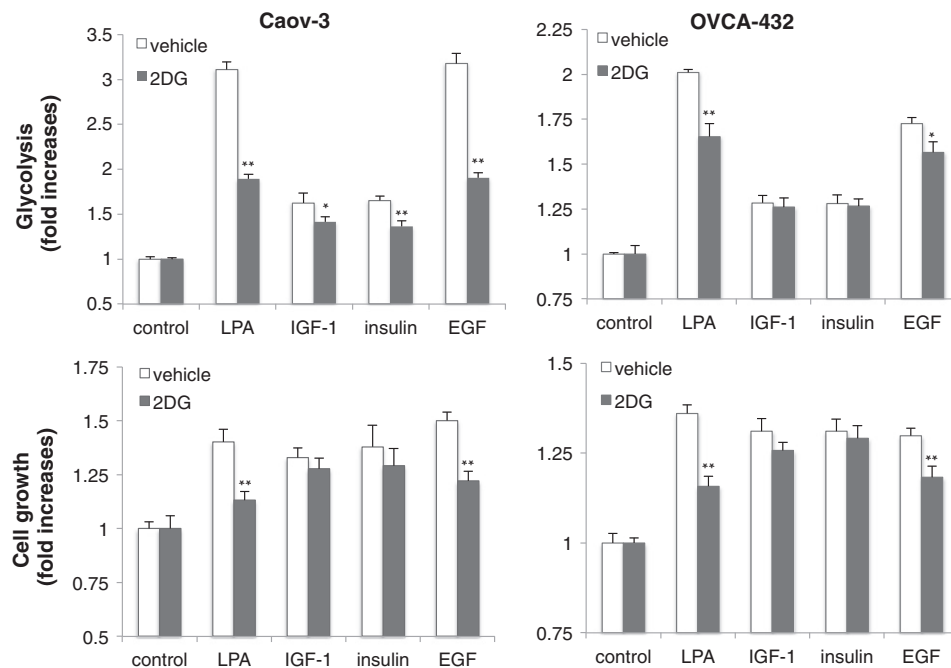 Caov-3
Glycolysis
(fold increases)
3.5
3
2.5
2
1.5
1
0.5
vehicle
2DG
**
*
**
**
control LPA IGF-1 insulin EGF
OVCA-432
2.25
2
1.75
1.5
1.25
1
0.75
vehicle
2DG
**
*
control LPA IGF-1 insulin EGF
Cell growth
(fold increases)
1.75
1.5
1.25
1
0.75
0.5
vehicle
2DG
**
**
control LPA IGF-1 insulin EGF
1.5
1.25
1
0.75
vehicle
2DG
**
**
control LPA IGF-1 insulin EGF